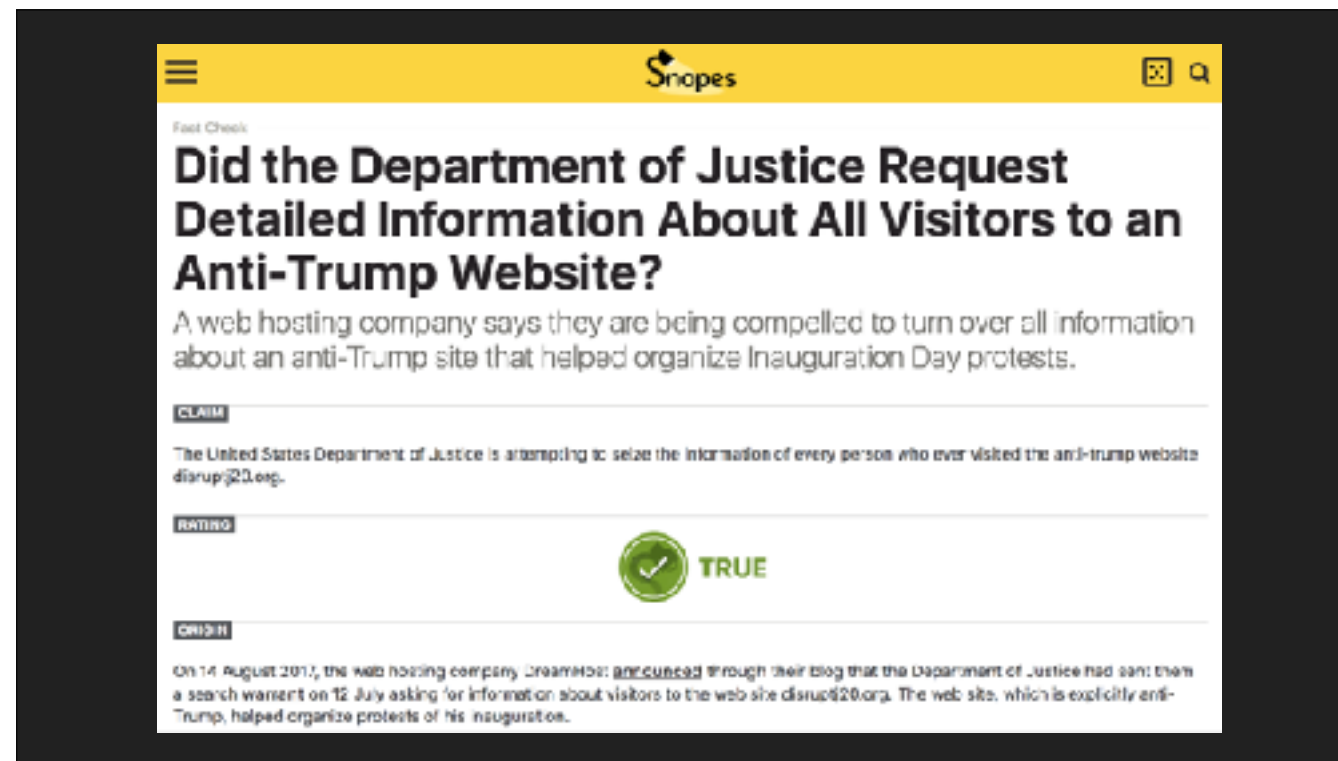 Snopes
Fact Check
Did the Department of Justice Request
Detailed Information About All Visitors to an
Anti-Trump Website?
A web hosting company says they are being compelled to turn over all information
about an anti-Trump site that helped organize Inauguration Day protests.
CLAIM
The United States Department of Justice is attempting to seize the information of every person who ever visited the anti-trump website
disruptj20.org.
RATING
TRUE
ORIGIN
On 14 August 2017, the web hosting company DreamHost announced through their blog that the Department of Justice had sent them
a search warrant on 12 July asking for information about visitors to the web site disruptj20.org. The web site, which is explicitly anti-
Trump, helped organize protests of his inauguration.